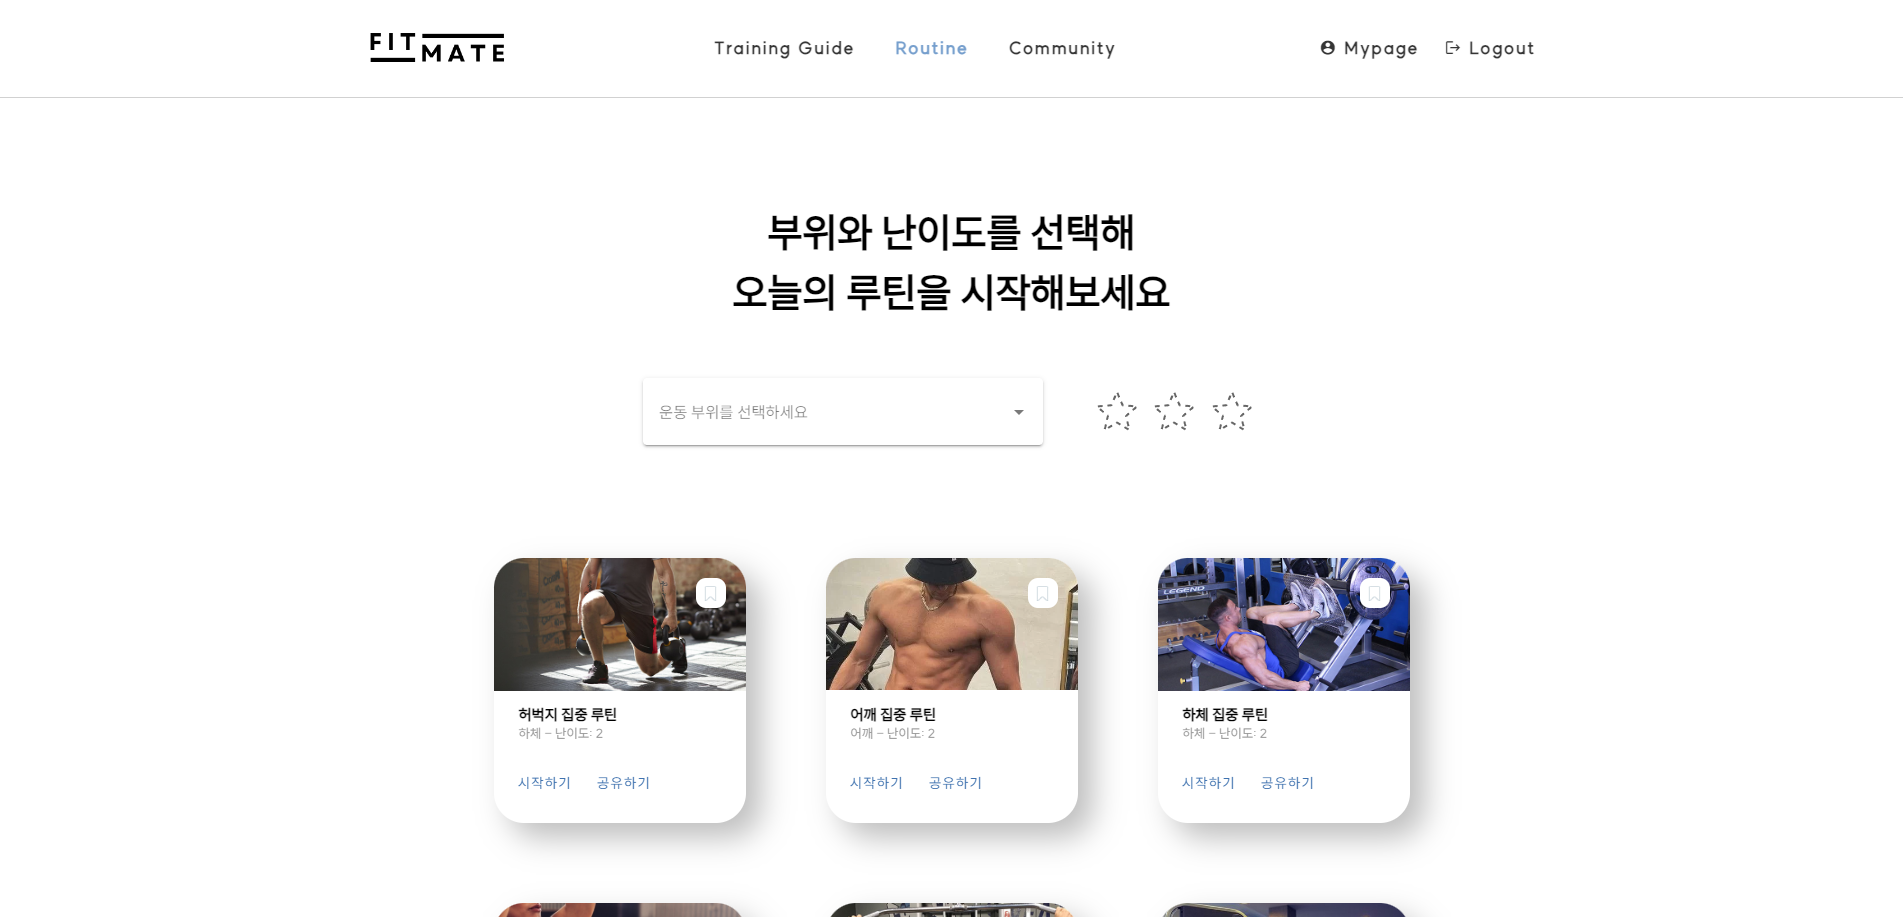 FIT MATE
Training Guide
Routine
Community
Mypage
Logout
부위와 난이도를 선택해
오늘의 루틴을 시작해보세요
운동 부위를 선택하세요
LEGEND
허벅지 집중 루틴
하체 - 난이도: 2
시작하기 공유하기
어깨 집중 루틴
어깨 - 난이도: 2
시작하기 공유하기
하체 집중 루틴
하체 - 난이도: 2
시작하기 공유하기